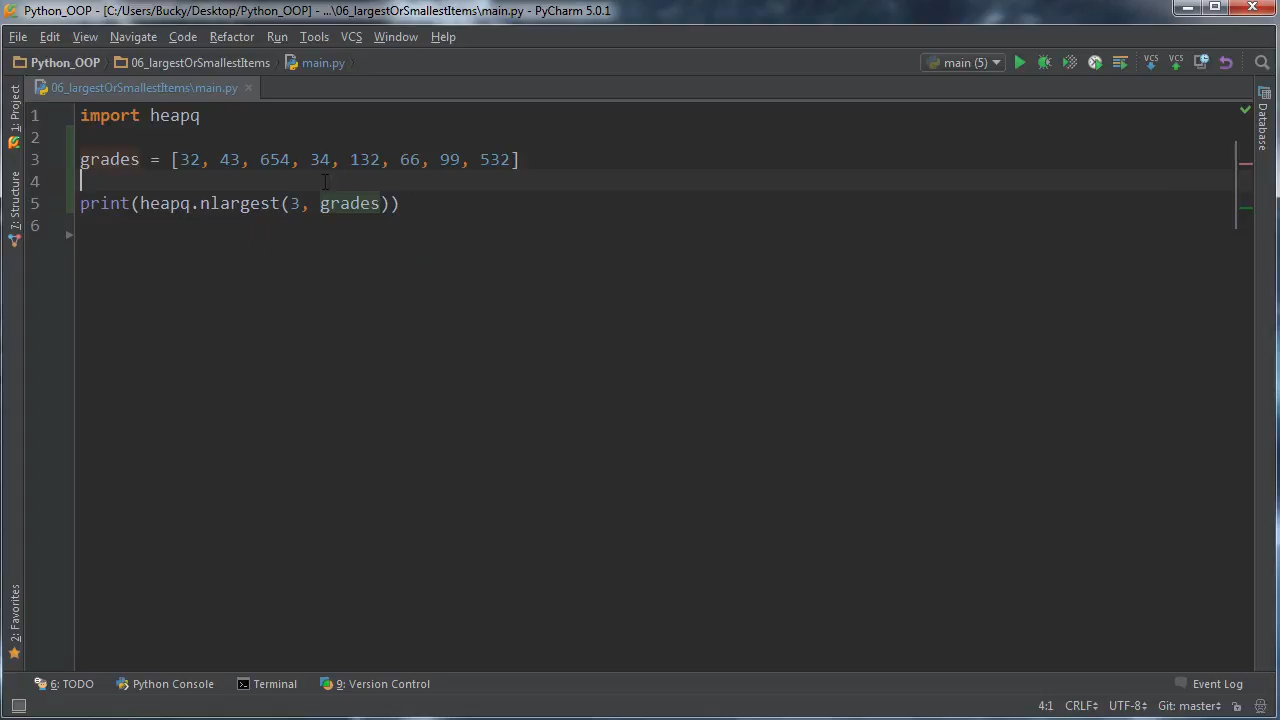 Python_OOP - [C:/Users/Bucky/Desktop/Python_OOP] - ...\06_largestOrSmallestItems\main.py - PyCharm 5.0.1
File Edit View Navigate Code Refactor Run Tools VCS Window Help
Python_OOP 06_largestOrSmallestItems main.py main (5) VCS VCS
06_largestOrSmallestItems\main.py
1: Project
7: Structure
2: Favorites
Database
1 import heapq
2
3 grades = [32, 43, 654, 34, 132, 66, 99, 532]
4
5 print(heapq.nlargest(3, grades))
6
6: TODO Python Console Terminal 9: Version Control Event Log
4:1 CRLF UTF-8 Git: master